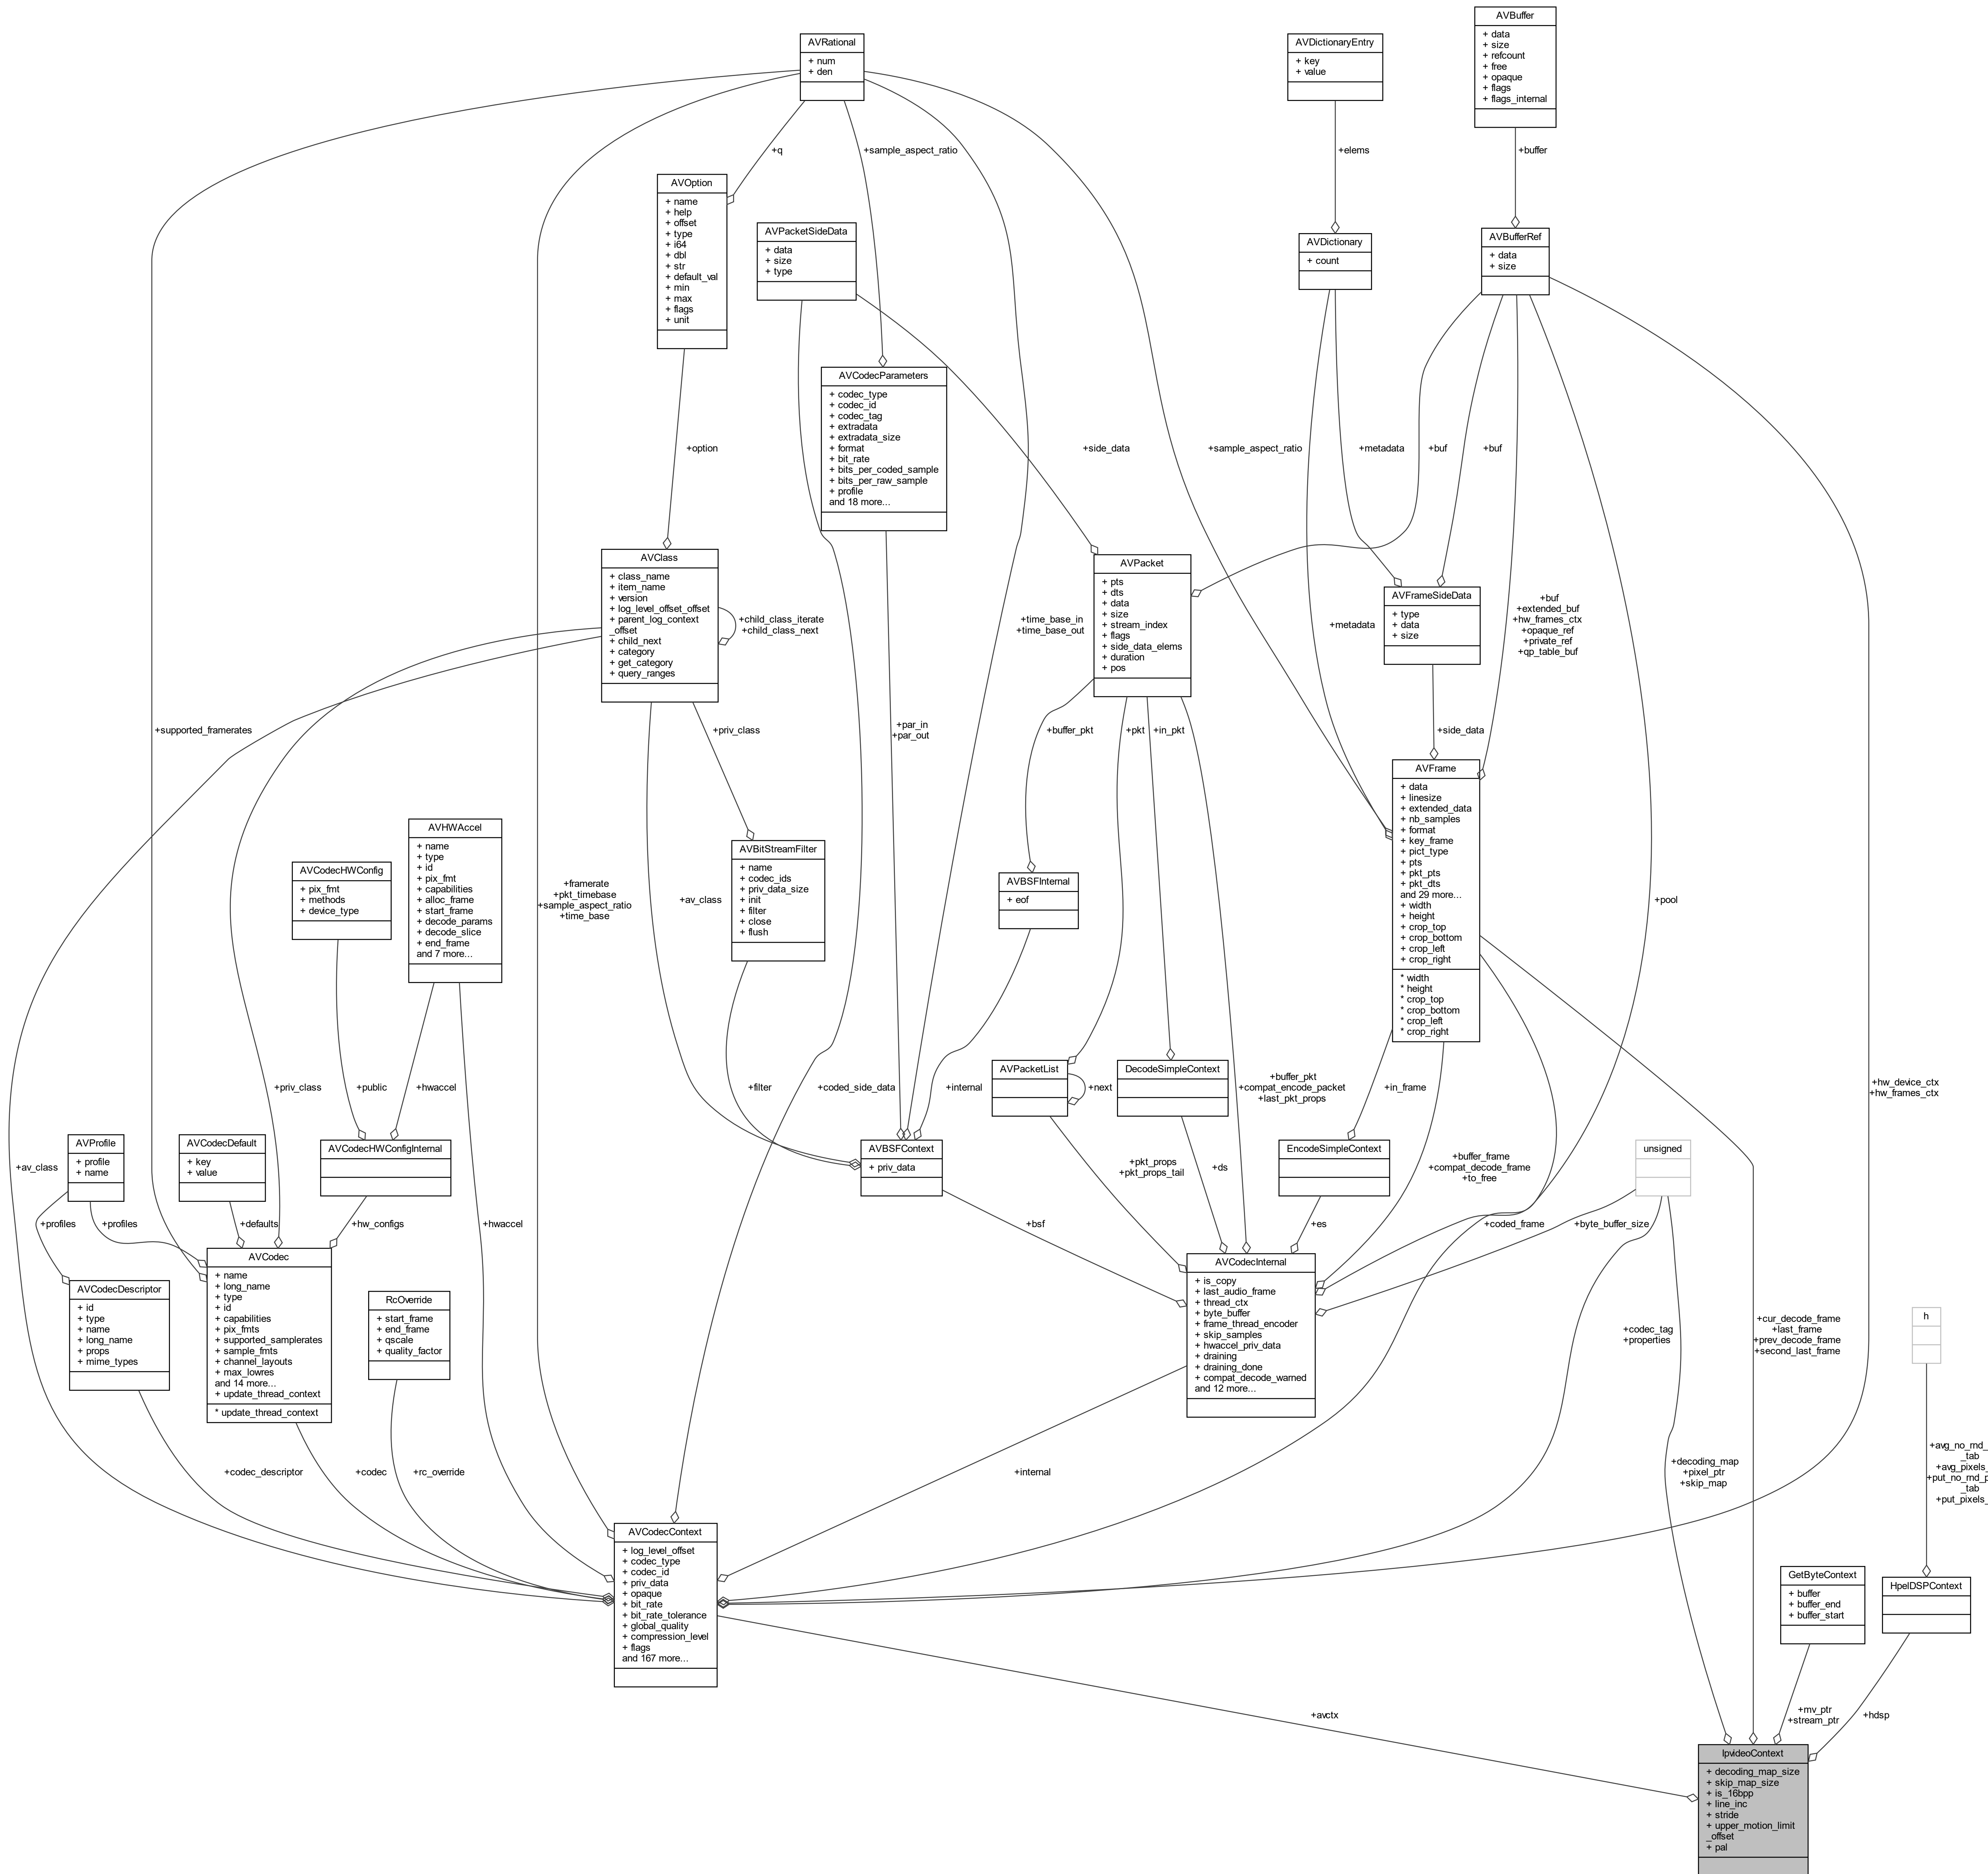 AVBuffer
+ data
+ size
+ refcount
+ free
+ opaque
+ flags
+ flags_internal
AVRational
+ num
+ den
AVDictionaryEntry
+ key
+ value
+q
+sample_aspect_ratio
+elems
+buffer
AVOption
+ name
+ help
+ offset
+ type
+ i64
+ dbl
+ str
+ default_val
+ min
+ max
+ flags
+ unit
AVPacketSideData
+ data
+ size
+ type
AVDictionary
+ count
AVBufferRef
+ data
+ size
AVCodecParameters
+ codec_type
+ codec_id
+ codec_tag
+ extradata
+ extradata_size
+ format
+ bit_rate
+ bits_per_coded_sample
+ bits_per_raw_sample
+ profile
and 18 more...
+option
+side_data
+sample_aspect_ratio
+metadata
+buf
+buf
AVClass
+ class_name
+ item_name
+ version
+ log_level_offset_offset
+ parent_log_context
_offset
+ child_next
+ category
+ get_category
+ query_ranges
+child_class_iterate
+child_class_next
+time_base_in
+time_base_out
AVPacket
+ pts
+ dts
+ data
+ size
+ stream_index
+ flags
+ side_data_elems
+ duration
+ pos
+metadata
AVFrameSideData
+ type
+ data
+ size
+buf
+extended_buf
+hw_frames_ctx
+opaque_ref
+private_ref
+qp_table_buf
+supported_framerates
+priv_class
+par_in
+par_out
+buffer_pkt
+pkt
+in_pkt
+side_data
AVFrame
+ data
+ linesize
+ extended_data
+ nb_samples
+ format
+ key_frame
+ pict_type
+ pts
+ pkt_pts
+ pkt_dts
and 29 more...
+ width
+ height
+ crop_top
+ crop_bottom
+ crop_left
+ crop_right
* width
* height
* crop_top
* crop_bottom
* crop_left
* crop_right
AVHWAccel
+ name
+ type
+ id
+ pix_fmt
+ capabilities
+ alloc_frame
+ start_frame
+ decode_params
+ decode_slice
+ end_frame
and 7 more...
AVCodecHWConfig
+ pix_fmt
+ methods
+ device_type
+framerate
+pkt_timebase
+sample_aspect_ratio
+time_base
+av_class
AVBitStreamFilter
+ name
+ codec_ids
+ priv_data_size
+ init
+ filter
+ close
+ flush
AVBSFInternal
+ eof
+pool
+priv_class
+public
+hwaccel
+filter
+coded_side_data
+internal
AVPacketList
+next
DecodeSimpleContext
+buffer_pkt
+compat_encode_packet
+last_pkt_props
+in_frame
+hw_device_ctx
+hw_frames_ctx
+av_class
AVProfile
+ profile
+ name
AVCodecDefault
+ key
+ value
AVCodecHWConfigInternal
AVBSFContext
+ priv_data
+pkt_props
+pkt_props_tail
+ds
EncodeSimpleContext
+buffer_frame
+compat_decode_frame
+to_free
unsigned
+profiles
+profiles
+defaults
+hw_configs
+hwaccel
+bsf
+es
+coded_frame
+byte_buffer_size
AVCodec
+ name
+ long_name
+ type
+ id
+ capabilities
+ pix_fmts
+ supported_samplerates
+ sample_fmts
+ channel_layouts
+ max_lowres
and 14 more...
+ update_thread_context
* update_thread_context
AVCodecDescriptor
+ id
+ type
+ name
+ long_name
+ props
+ mime_types
RcOverride
+ start_frame
+ end_frame
+ qscale
+ quality_factor
AVCodecInternal
+ is_copy
+ last_audio_frame
+ thread_ctx
+ byte_buffer
+ frame_thread_encoder
+ skip_samples
+ hwaccel_priv_data
+ draining
+ draining_done
+ compat_decode_warned
and 12 more...
+codec_tag
+properties
+cur_decode_frame
+last_frame
+prev_decode_frame
+second_last_frame
h
+codec_descriptor
+codec
+rc_override
+internal
+decoding_map
+pixel_ptr
+skip_map
+avg_no_rnd_
_tab
+avg_pixels_
+put_no_rnd_p
_tab
+put_pixels_
AVCodecContext
+ log_level_offset
+ codec_type
+ codec_id
+ priv_data
+ opaque
+ bit_rate
+ bit_rate_tolerance
+ global_quality
+ compression_level
+ flags
and 167 more...
GetByteContext
+ buffer
+ buffer_end
+ buffer_start
HpelDSPContext
+avctx
+mv_ptr
+stream_ptr
+hdsp
IpvideoContext
+ decoding_map_size
+ skip_map_size
+ is_16bpp
+ line_inc
+ stride
+ upper_motion_limit
_offset
+ pal